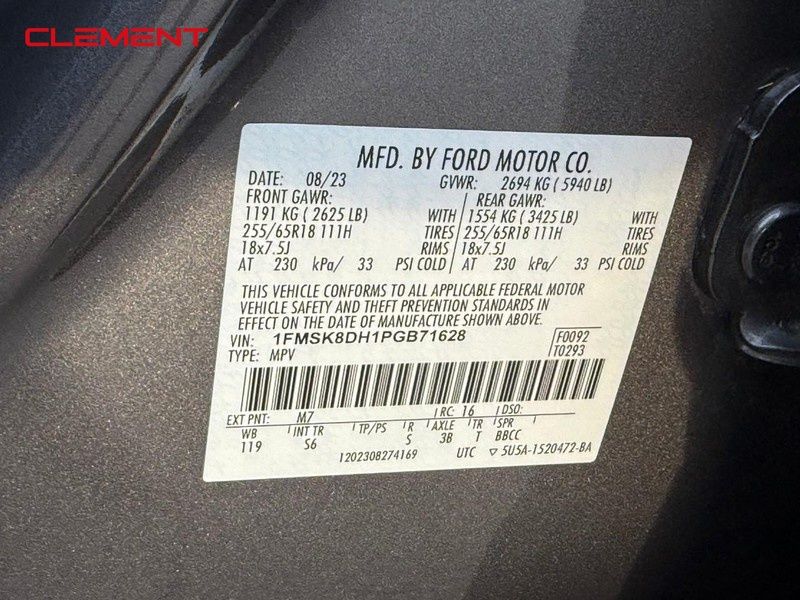 CLEMENT
MFD. BY FORD MOTOR CO.
DATE: 08/23 GVWR: 2694 KG ( 5940 LB)
FRONT GAWR: REAR GAWR:
1191 KG ( 2625 LB) WITH 1554 KG ( 3425 LB) WITH
255/65R18 111H TIRES 255/65R18 111H TIRES
18x7.5J RIMS 18x7.5J RIMS
AT 230 kPa/ 33 PSI COLD AT 230 kPa/ 33 PSI COLD
THIS VEHICLE CONFORMS TO ALL APPLICABLE FEDERAL MOTOR
VEHICLE SAFETY AND THEFT PREVENTION STANDARDS IN
EFFECT ON THE DATE OF MANUFACTURE SHOWN ABOVE.
VIN: 1FMSK8DH1PGB71628 F0092
TYPE: MPV T0293
EXT PNT: M7 RC: 16 DSO:
WB INT TR TP/PS R AXLE TR SPR
119 S6 S 3B T BBCC
120230B274169 UTC ▽ 5U5A-1520472-BA